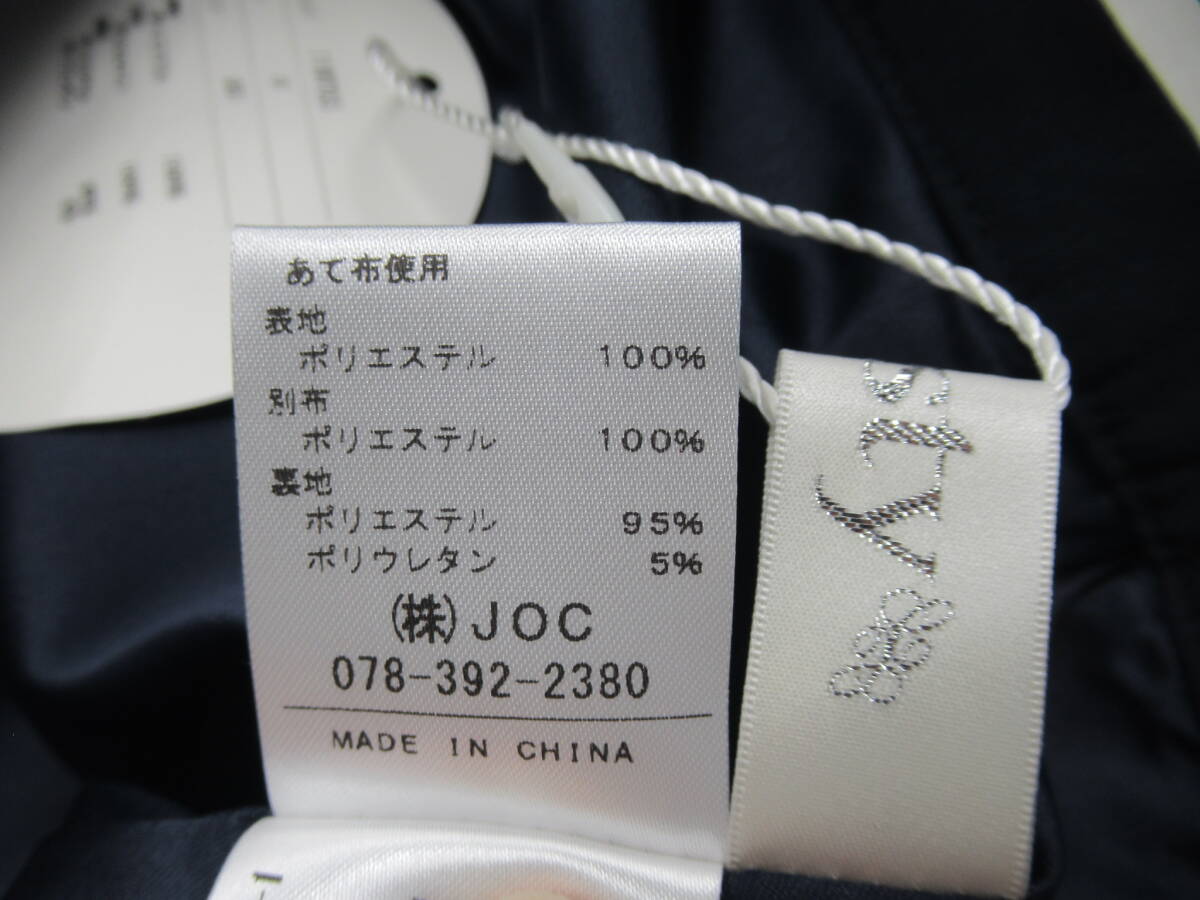 あて布使用
表地
ポリエステル 100%
別布
ポリエステル 100%
裏地
ポリエステル 95%
ポリウレタン 5%
(株)JOC
078-392-2380
MADE IN CHINA
sty
-1